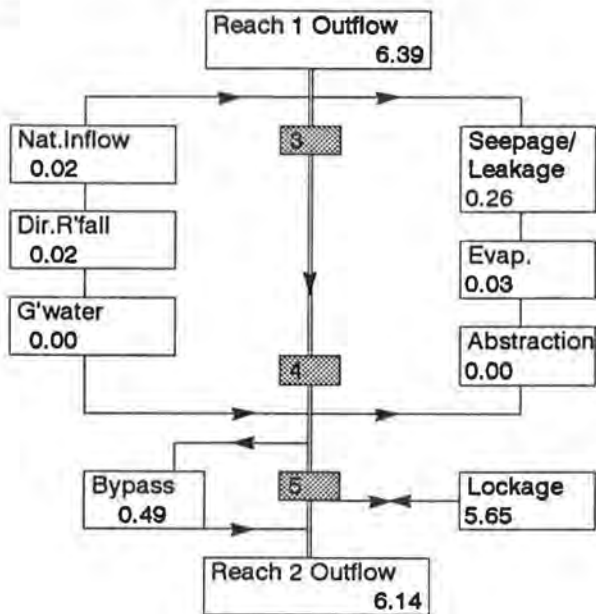 Reach 1 Outflow
6.39
Nat.Inflow
0.02
Dir.R'fall
0.02
G'water
0.00
3
Seepage/
Leakage
0.26
Evap.
0.03
Abstraction
0.00
4
Bypass
0.49
5
Lockage
5.65
Reach 2 Outflow
6.14